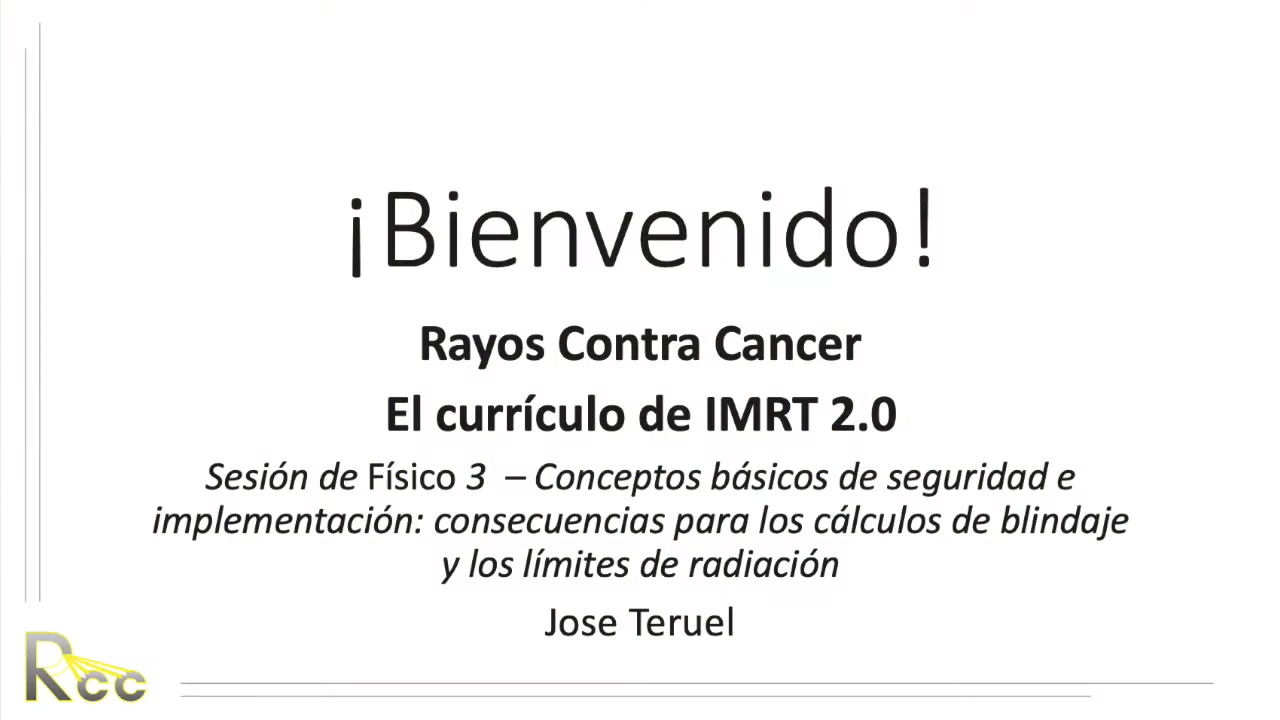 ¡Bienvenido!
Rayos Contra Cancer
El currículo de IMRT 2.0
Sesión de Físico 3 – Conceptos básicos de seguridad e
implementación: consecuencias para los cálculos de blindaje
y los límites de radiación
Jose Teruel
Rcc